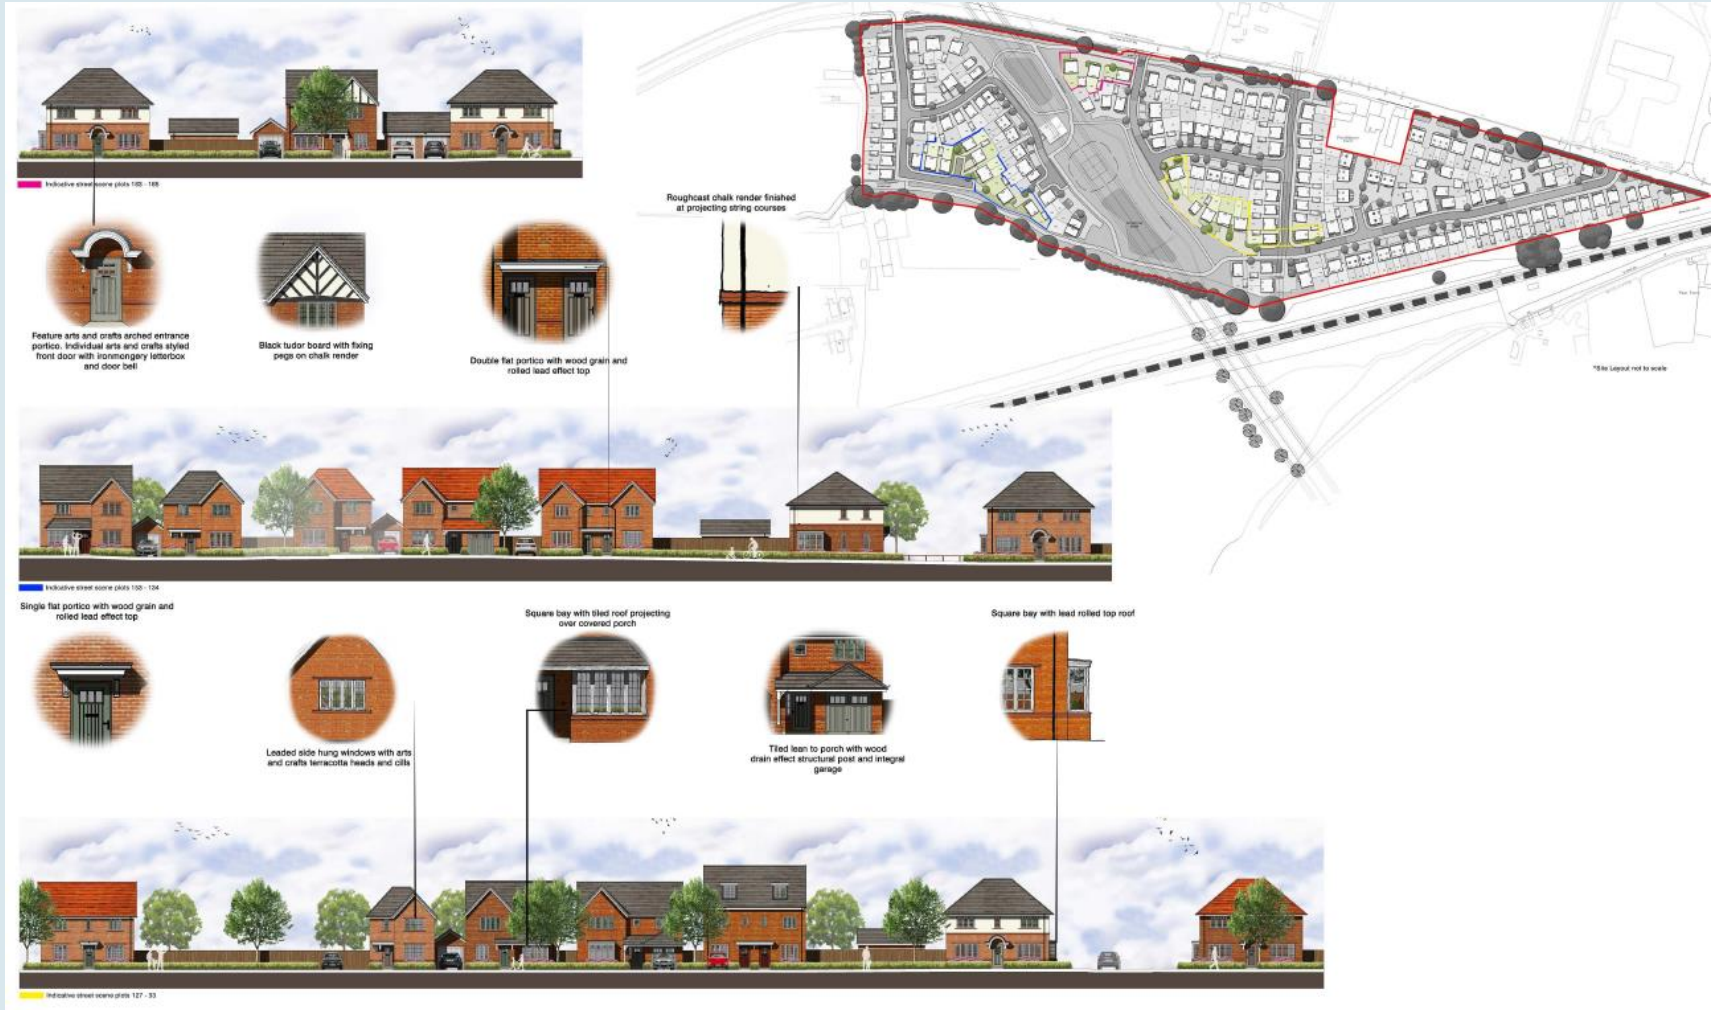 Indicative street scene plots 163 - 165
Feature arts and crafts arched entrance
portico. Individual arts and crafts styled
front door with ironmongery letterbox
and door bell
Black tudor board with fixing
pegs on chalk render
Double flat portico with wood grain and
rolled lead effect top
Roughcast chalk render finished
at projecting string courses
*Site Layout not to scale
Indicative street scene plots 153 - 134
Single flat portico with wood grain and
rolled lead effect top
Leaded side hung windows with arts
and crafts terracotta heads and cills
Square bay with tiled roof projecting
over covered porch
Tiled lean to porch with wood
drain effect structural post and integral
garage
Square bay with lead rolled top roof
Indicative street scene plots 127 - 33